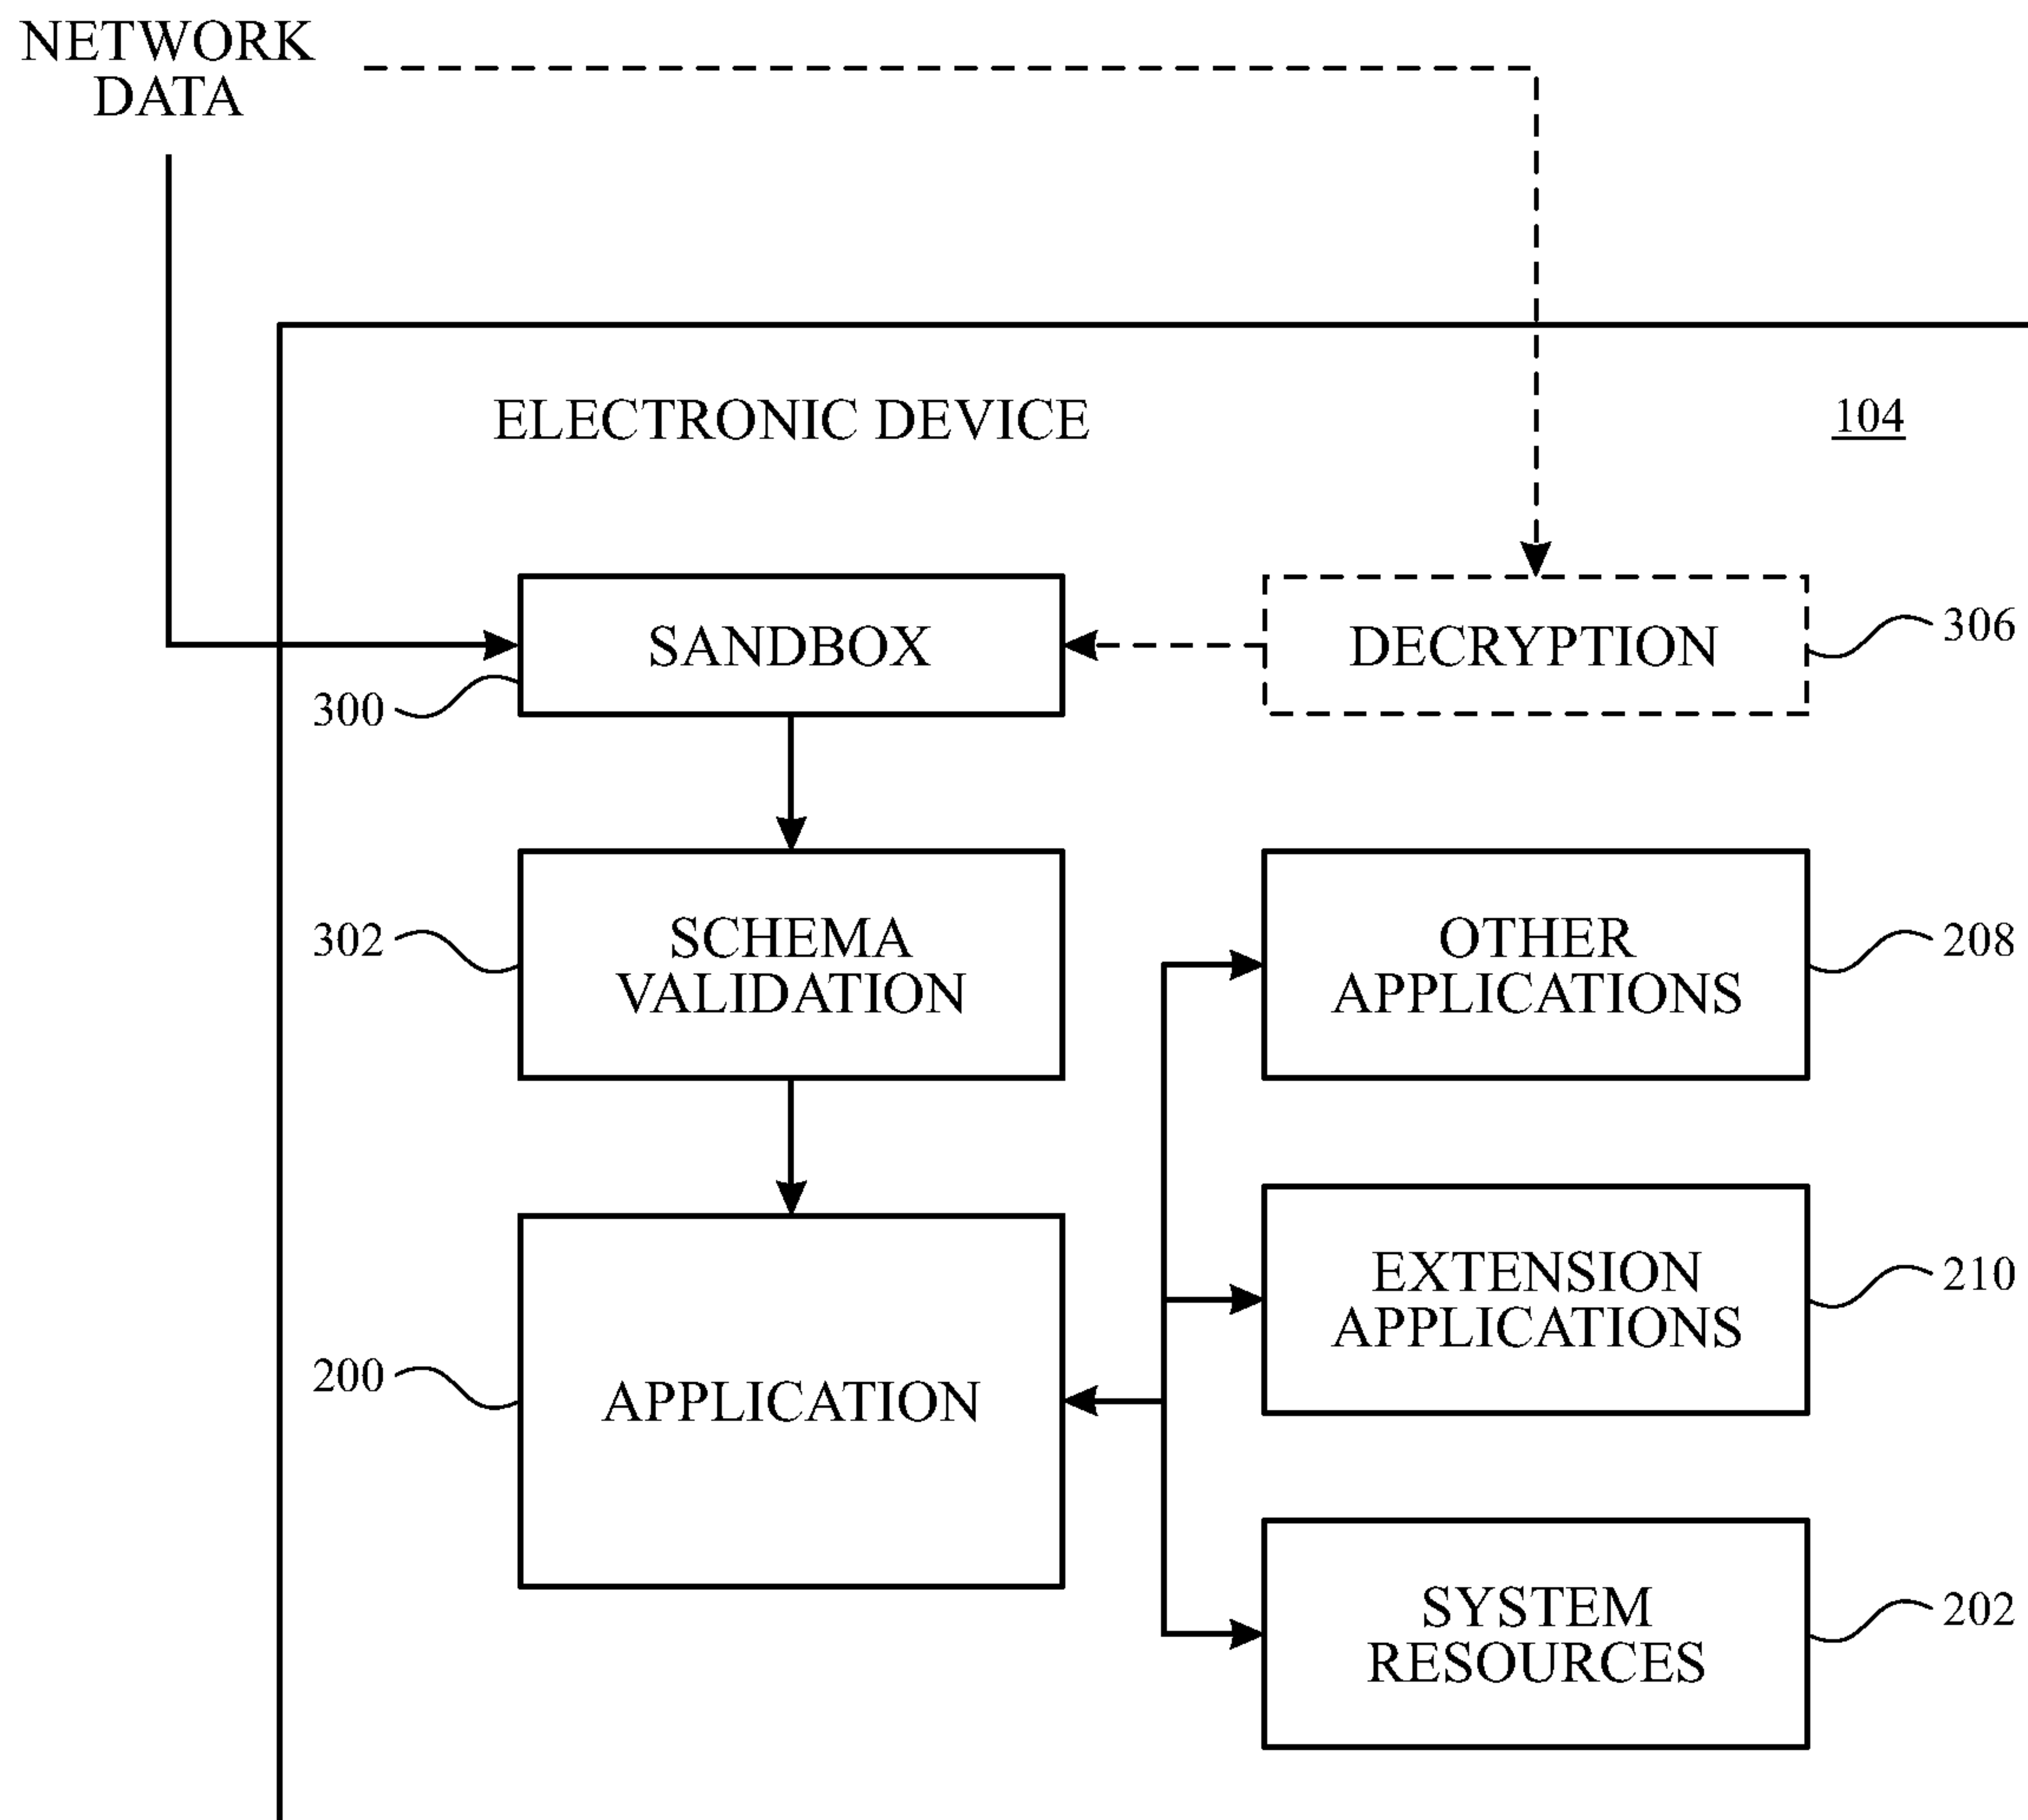 NETWORK
DATA
ELECTRONIC DEVICE
104
SANDBOX
DECRYPTION
306
300
SCHEMA
VALIDATION
302
OTHER
APPLICATIONS
208
EXTENSION
APPLICATIONS
210
200
APPLICATION
SYSTEM
RESOURCES
202